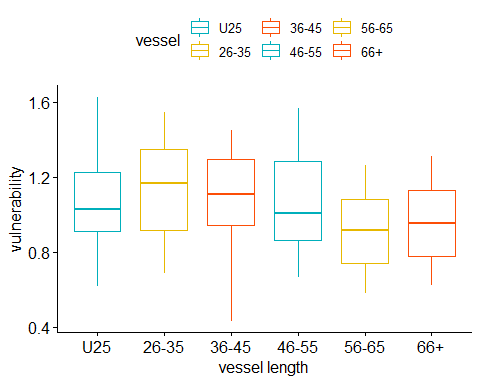 vessel U25 36-45 56-65
26-35 46-55 66+
1.6
1.2
0.8
0.4
vulnerability
U25 26-35 36-45 46-55 56-65 66+
vessel length